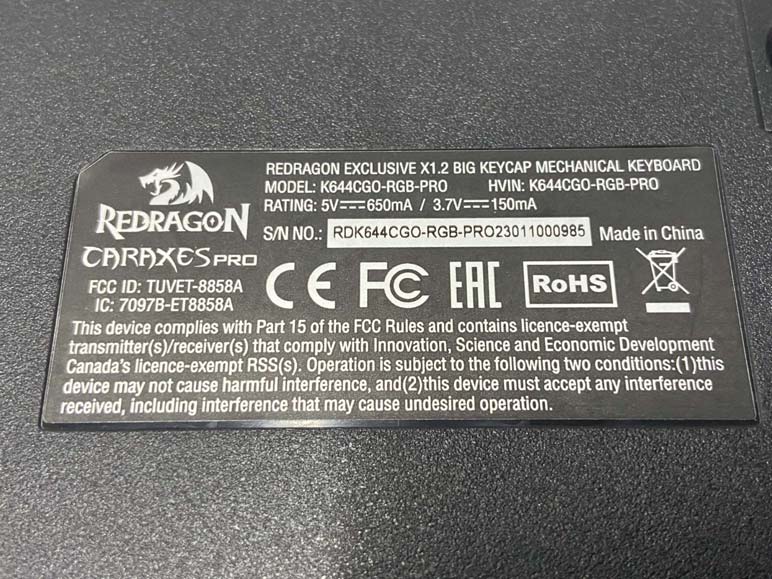 REDRAGON EXCLUSIVE X1.2 BIG KEYCAP MECHANICAL KEYBOARD
MODEL: K644CGO-RGB-PRO HVIN: K644CGO-RGB-PRO
RATING: 5V⎓650mA / 3.7V⎓150mA
REDRAGON
S/N NO.: RDK644CGO-RGB-PRO23011000985 Made in China
CARAXES PRO
FCC ID: TUVET-8858A
IC: 7097B-ET8858A
CE FC EAC RoHS
This device complies with Part 15 of the FCC Rules and contains licence-exempt
transmitter(s)/receiver(s) that comply with Innovation, Science and Economic Development
Canada's licence-exempt RSS(s). Operation is subject to the following two conditions:(1)this
device may not cause harmful interference, and(2)this device must accept any interference
received, including interference that may cause undesired operation.